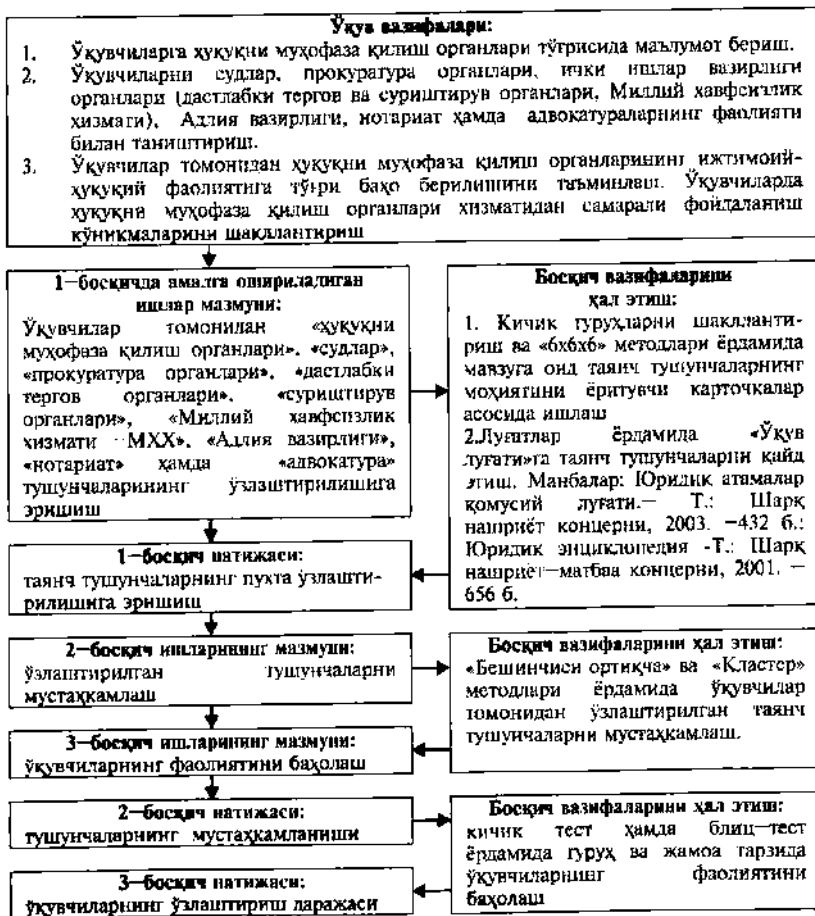 Ўқув вазифалари:
1. Ўқувчиларга ҳуқуқни муҳофаза қилиш органлари тўғрисида маълумот бериш.
2. Ўқувчиларни судлар, прокуратура органлари, ички ишлар вазирлиги
органлари (дастлабки тергов ва суриштирув органлари, Миллий хавфсизлик
хизмати), Адлия вазирлиги, нотариат ҳамда адвокатураларнинг фаолияти
билан таништириш.
3. Ўқувчилар томонидан ҳуқуқни муҳофаза қилиш органларининг ижтимоий-
ҳуқуқий фаолиятига тўғри баҳо берилишини таъминлаш. Ўқувчиларда
ҳуқуқни муҳофаза қилиш органлари хизматидан самарали фойдаланиш
кўникмаларини шакллантириш
1–босқичда амалга ошириладиган
ишлар мазмуни:
Ўқувчилар томонидан «ҳуқуқни
муҳофаза қилиш органлари», «судлар»,
«прокуратура органлари», «дастлабки
тергов органлари», «суриштирув
органлари», «Миллий хавфсизлик
хизмати –МХХ», «Адлия вазирлиги»,
«нотариат» ҳамда «адвокатура»
тушунчаларининг ўзлаштирилишига
эришиш
Босқич вазифаларини
ҳал этиш:
1. Кичик гуруҳларни шаклланти-
риш ва «6х6х6» методлари ёрдамида
мавзуга оид таянч тушунчаларнинг
моҳиятини ёритувчи карточкалар
асосида ишлаш
2.Луғатлар ёрдамида «Ўқув
луғати»га таянч тушунчаларни қайд
этиш. Манбалар: Юридик атамалар
қомусий луғати.– Т.: Шарқ
нашриёт концерни, 2003. –432 б.:
Юридик энциклопедия -Т.: Шарқ
нашриёт–матбаа концерни, 2001. –
656 б.
1–босқич натижаси:
таянч тушунчаларнинг пухта ўзлашти-
рилишига эришиш
2–босқич ишларининг мазмуни:
ўзлаштирилган тушунчаларни
мустаҳкамлаш
Босқич вазифаларини ҳал этиш:
«Бешинчиси ортиқча» ва «Кластер»
методлари ёрдамида ўқувчилар
томонидан ўзлаштирилган таянч
тушунчаларни мустаҳкамлаш.
3–босқич ишларининг мазмуни:
ўқувчиларнинг фаолиятини баҳолаш
2–босқич натижаси:
тушунчаларнинг мустаҳкамланиши
Босқич вазифаларини ҳал этиш:
кичик тест ҳамда блиц–тест
ёрдамида гуруҳ ва жамоа тарзида
ўқувчиларнинг фаолиятини
баҳолаш
3–босқич натижаси:
ўқувчиларнинг ўзлаштириш даражаси